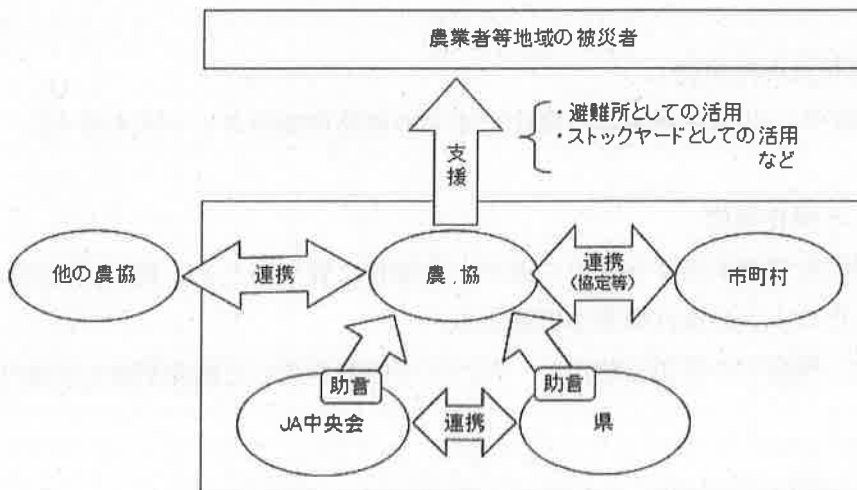 農業者等地域の被災者
・避難所としての活用
・ストックヤードとしての活用
など
支援
他の農協
連携
農.協
連携
(協定等)
市町村
助言
助言
JA中央会
連携
県